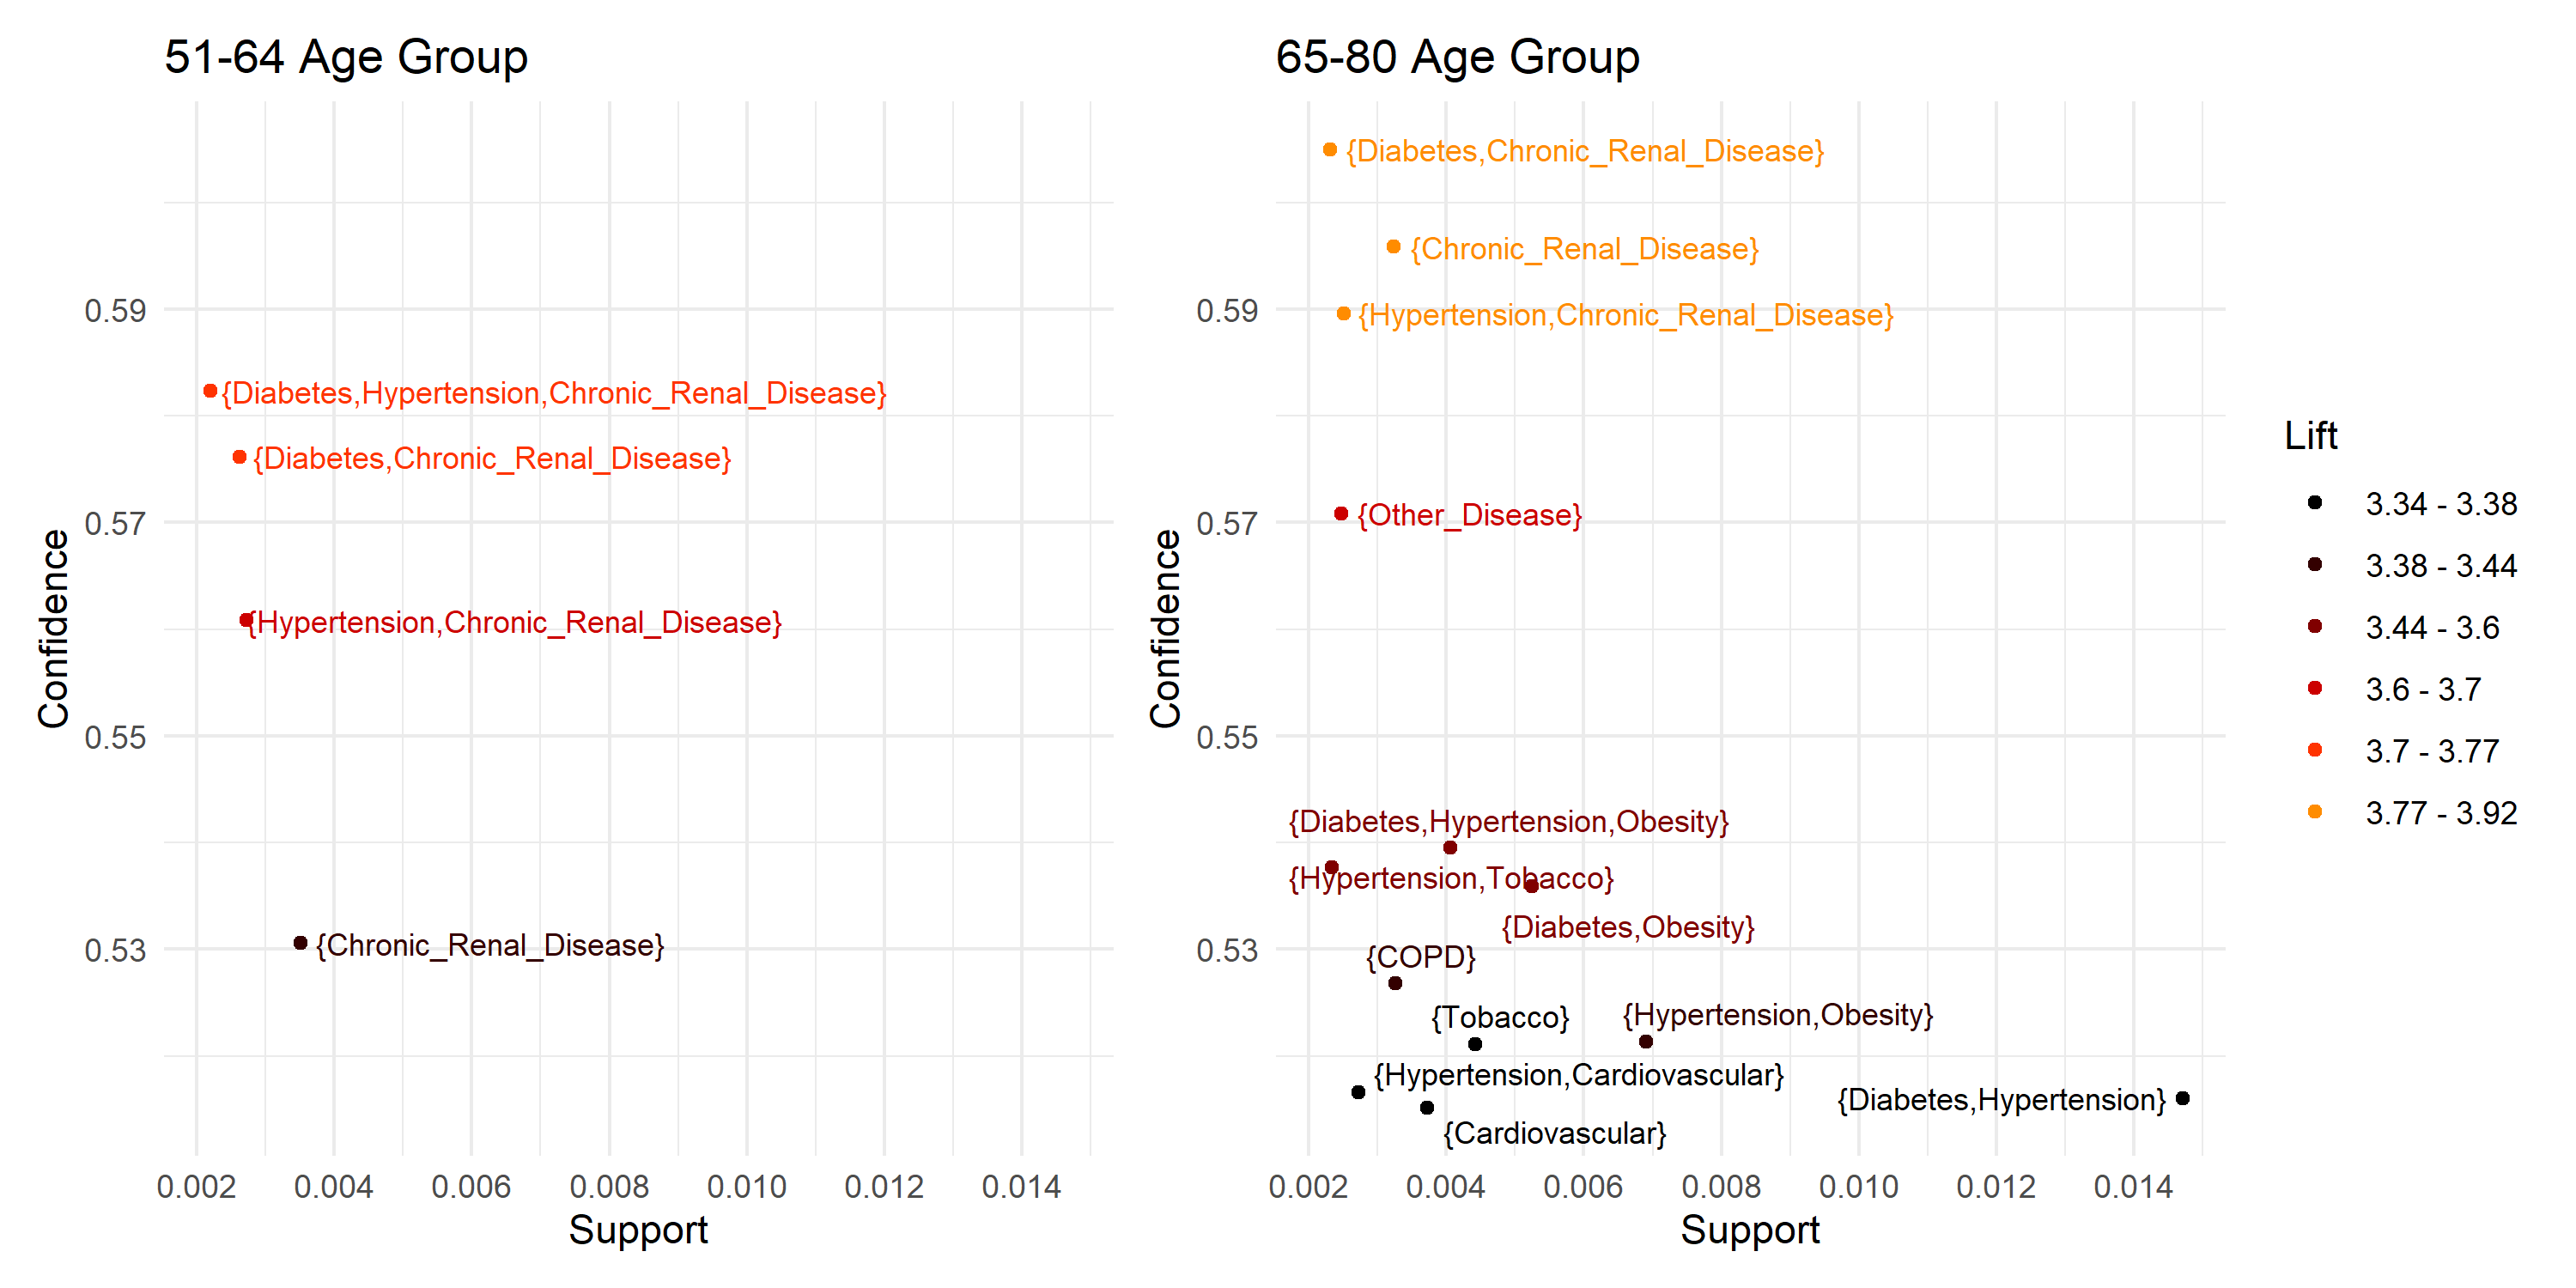 51-64 Age Group
Confidence
0.59
0.57
0.55
0.53
{Diabetes,Hypertension,Chronic_Renal_Disease}
{Diabetes,Chronic_Renal_Disease}
{Hypertension,Chronic_Renal_Disease}
{Chronic_Renal_Disease}
0.002 0.004 0.006 0.008 0.010 0.012 0.014
Support
65-80 Age Group
Confidence
0.59
0.57
0.55
0.53
{Diabetes,Chronic_Renal_Disease}
{Chronic_Renal_Disease}
{Hypertension,Chronic_Renal_Disease}
{Other_Disease}
{Diabetes,Hypertension,Obesity}
{Hypertension,Tobacco}
{Diabetes,Obesity}
{COPD}
{Tobacco}
{Hypertension,Obesity}
{Hypertension,Cardiovascular}
{Diabetes,Hypertension}
{Cardiovascular}
0.002 0.004 0.006 0.008 0.010 0.012 0.014
Support
Lift
3.34 - 3.38
3.38 - 3.44
3.44 - 3.6
3.6 - 3.7
3.7 - 3.77
3.77 - 3.92